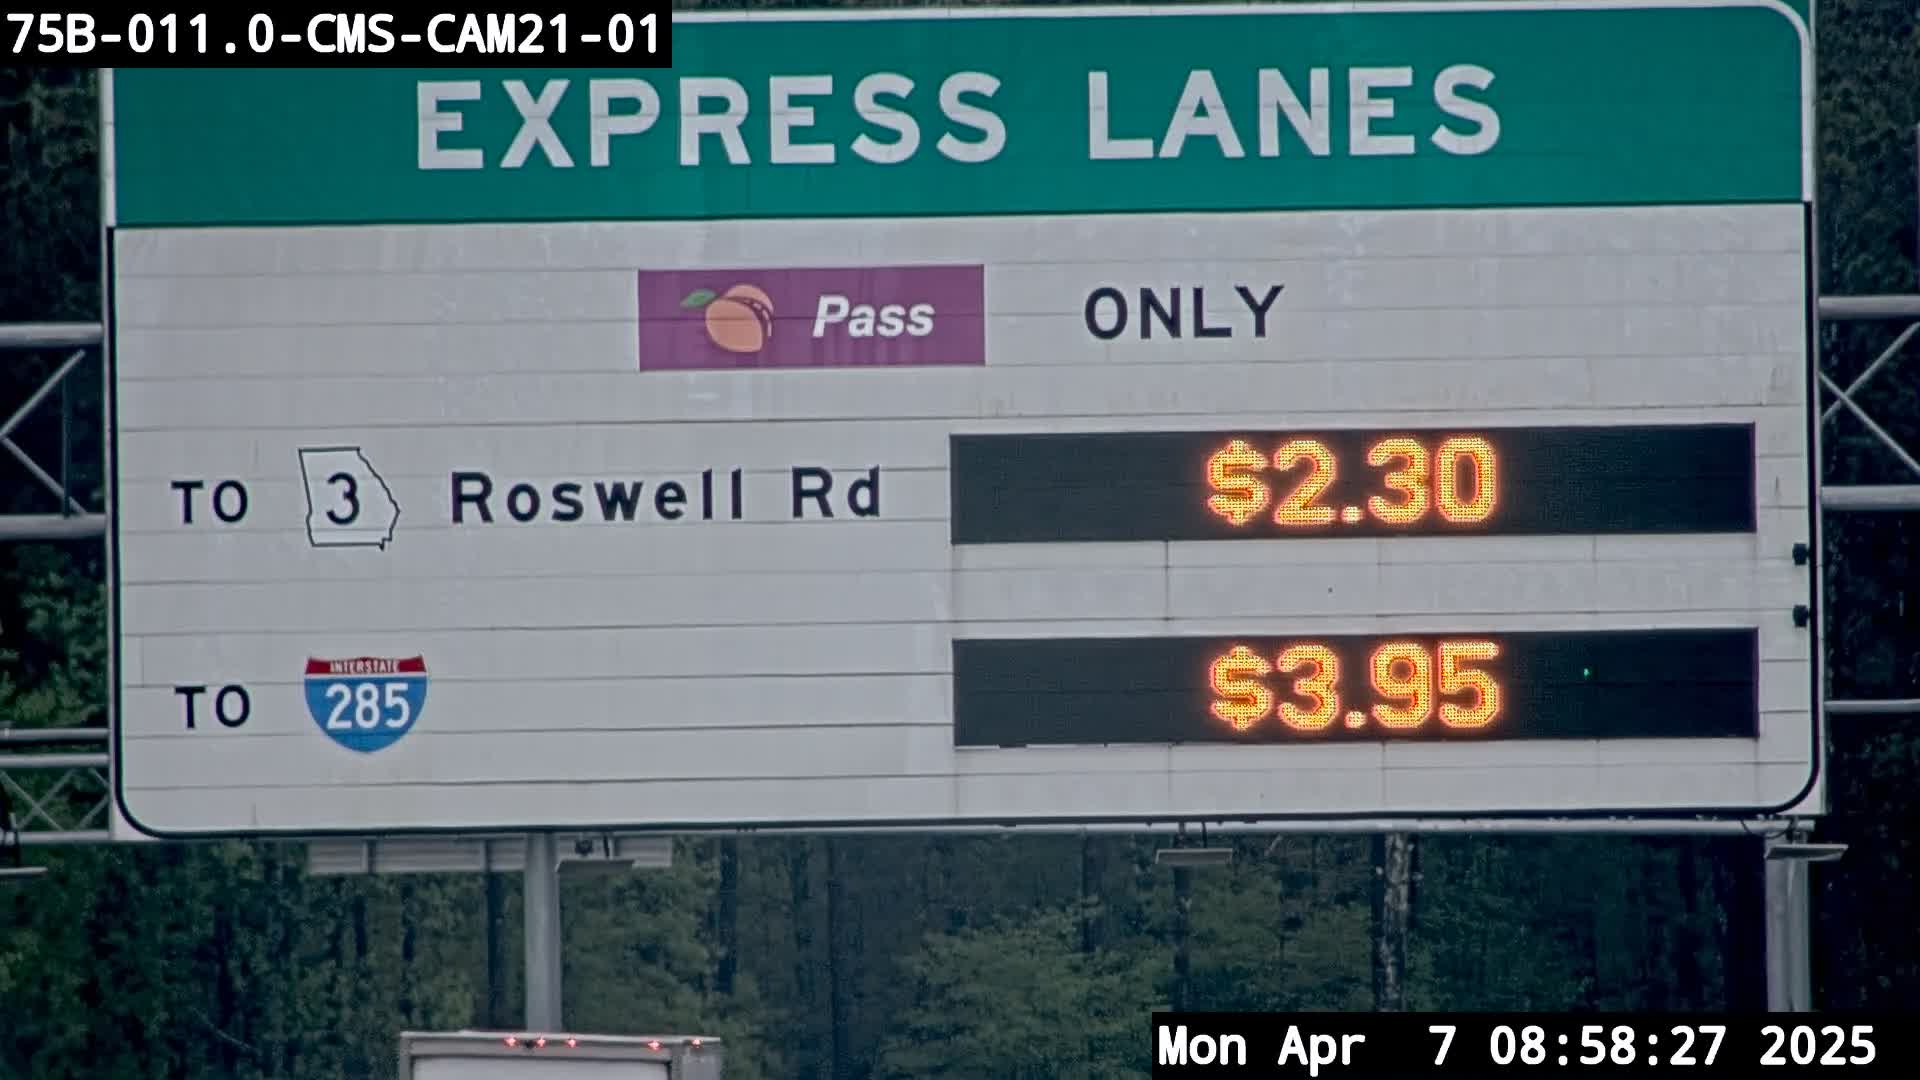 75B-011.0-CMS-CAM21-01
EXPRESS LANES
Pass ONLY
TO 3 Roswell Rd $2.30
TO INTERSTATE 285 $3.95
Mon Apr 7 08:58:27 2025